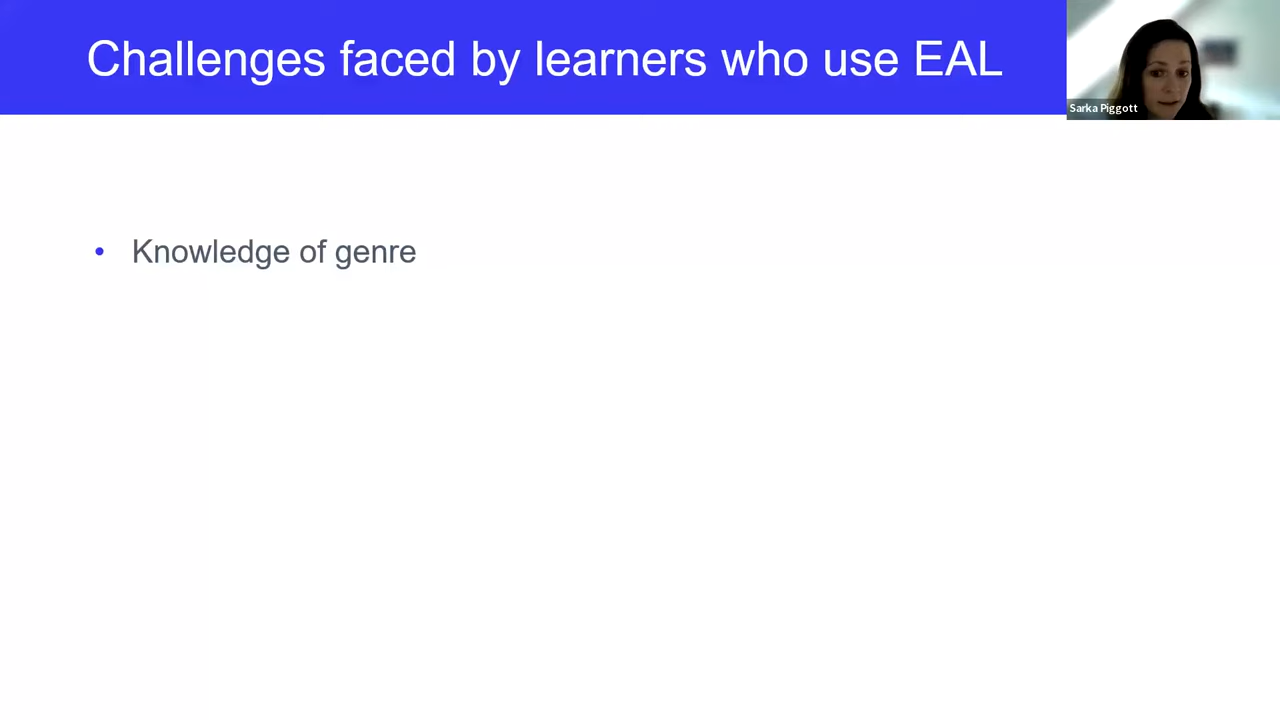 Challenges faced by learners who use EAL
Sarka Piggott
• Knowledge of genre